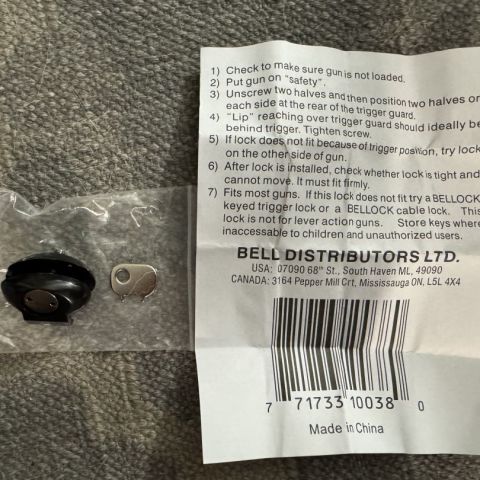 1) Check to make sure gun is not loaded.
2) Put gun on "safety".
3) Unscrew two halves and then position two halves on
each side at the rear of the trigger guard.
4) "Lip" reaching over trigger guard should ideally be
behind trigger. Tighten screw.
5) If lock does not fit because of trigger position, try lock
on the other side of gun.
6) After lock is installed, check whether lock is tight and
cannot move. It must fit firmly.
7) Fits most guns. If this lock does not fit try a BELLOCK
keyed trigger lock or a BELLOCK cable lock. This
lock is not for lever action guns. Store keys where
inaccessable to children and unauthorized users.
BELL DISTRIBUTORS LTD.
USA: 07090 68th St., South Haven ML, 49090
CANADA: 3164 Pepper Mill Crt, Mississauga ON, L5L 4X4
7 71733 10038 0
Made in China